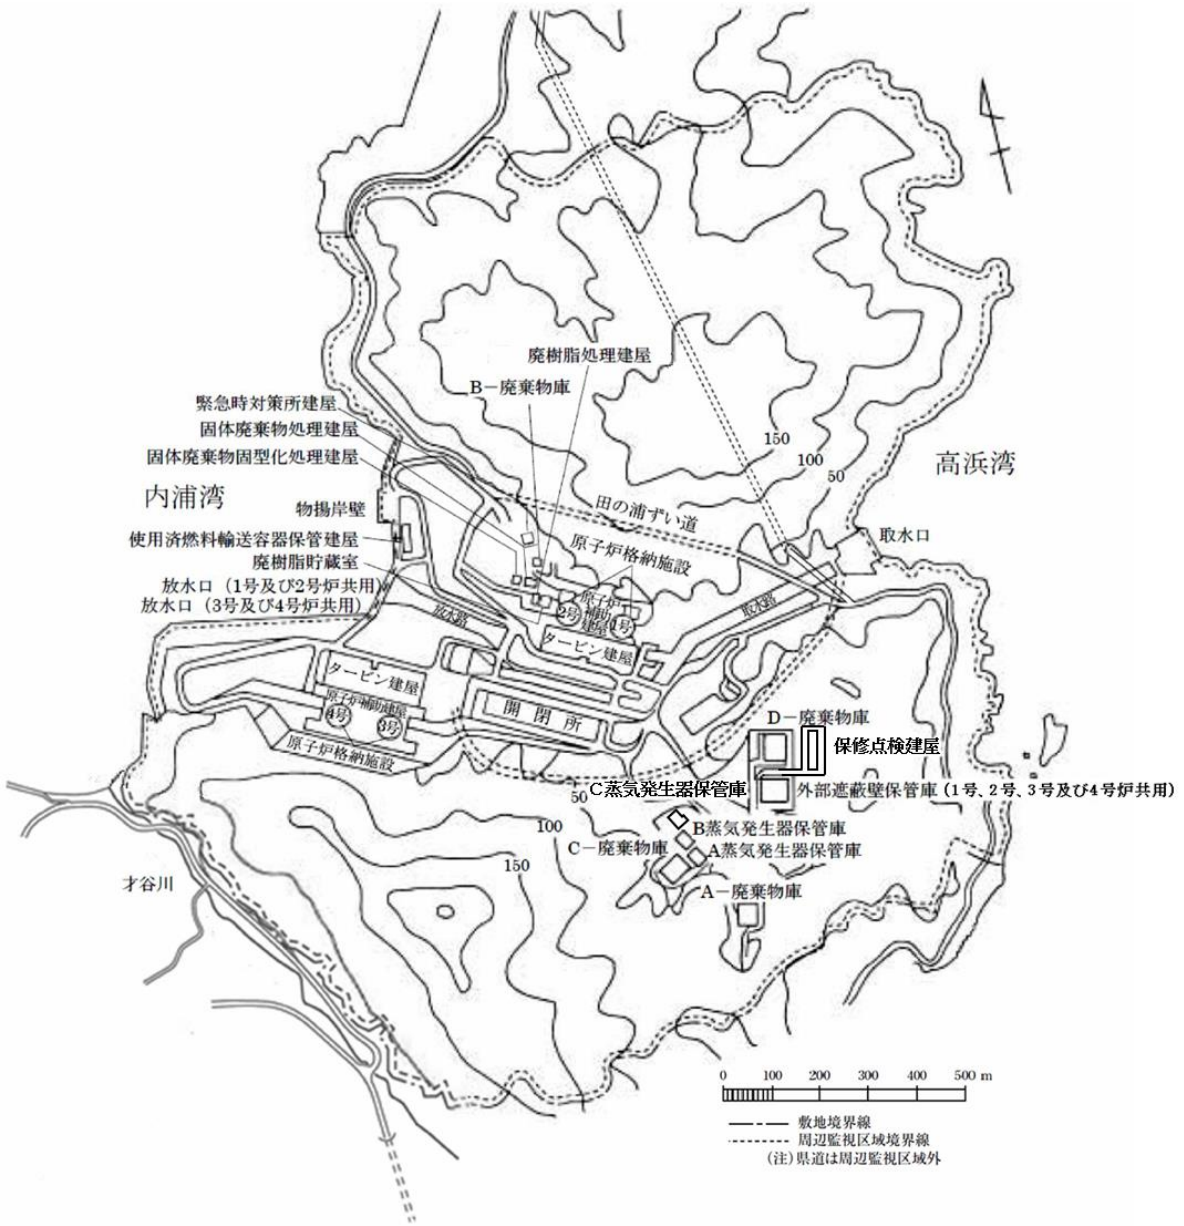 廃樹脂処理建屋
B－廃棄物庫
緊急時対策所建屋
固体廃棄物処理建屋
固体廃棄物固型化処理建屋
150
100
50
高浜湾
内浦湾
物揚岸壁
田の浦ずい道
取水口
使用済燃料輸送容器保管建屋
原子炉格納施設
廃樹脂貯蔵室
放水口（1号及び2号炉共用）
放水口（3号及び4号炉共用）
放水路
原子炉
補助
建屋
2号
1号
取水路
タービン建屋
タービン建屋
原子炉補助建屋
4号
3号
開閉所
原子炉格納施設
D－廃棄物庫
保修点検建屋
C蒸気発生器保管庫
外部遮蔽壁保管庫（1号、2号、3号及び4号炉共用）
50
100
150
B蒸気発生器保管庫
C－廃棄物庫
A蒸気発生器保管庫
A－廃棄物庫
才谷川
0 100 200 300 400 500 m
敷地境界線
周辺監視区域境界線
(注)県道は周辺監視区域外